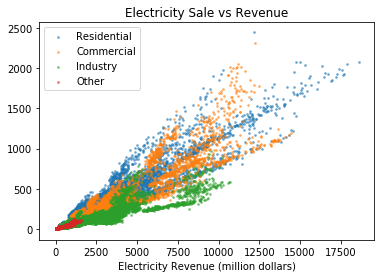 Electricity Sale vs Revenue
2500
2000
1500
1000
500
0
Residential
Commercial
Industry
Other
0 2500 5000 7500 10000 12500 15000 17500
Electricity Revenue (million dollars)